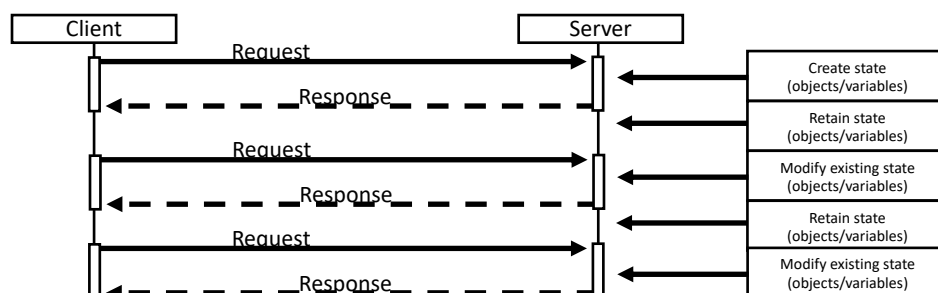 Client
Server
Request
Create state
(objects/variables)
Response
Retain state
(objects/variables)
Request
Modify existing state
(objects/variables)
Response
Retain state
(objects/variables)
Request
Modify existing state
(objects/variables)
Response